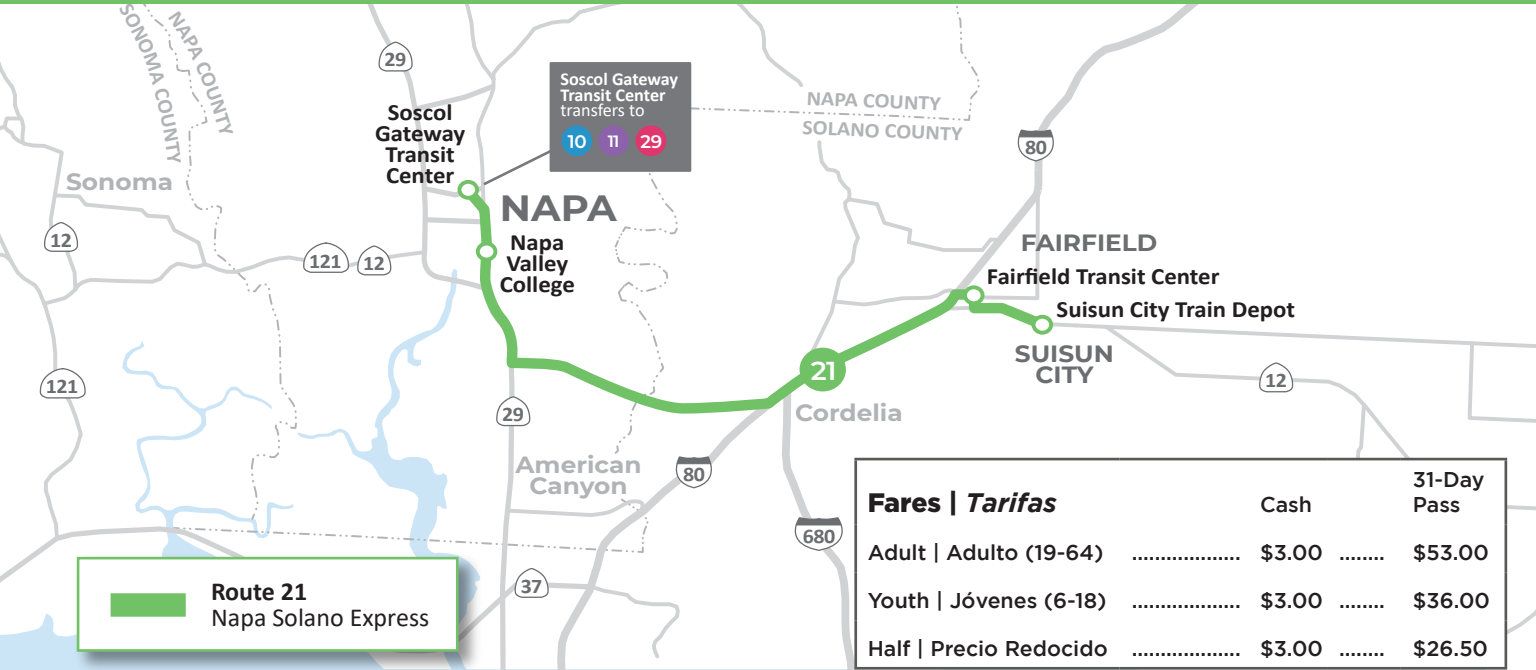 SONOMA COUNTY
NAPA COUNTY
29
Soscol Gateway
Transit Center
transfers to
10 11 29
NAPA COUNTY
SOLANO COUNTY
80
Soscol
Gateway
Transit
Center
Sonoma
NAPA
12
121 12
Napa
Valley
College
FAIRFIELD
Fairfield Transit Center
Suisun City Train Depot
SUISUN
CITY
21
12
121
29
Cordelia
American
Canyon
80
680
37
Route 21
Napa Solano Express
Fares | Tarifas Cash 31-Day Pass
Adult | Adulto (19-64) ................... $3.00 ........ $53.00
Youth | Jóvenes (6-18) ................... $3.00 ........ $36.00
Half | Precio Redocido ................... $3.00 ........ $26.50